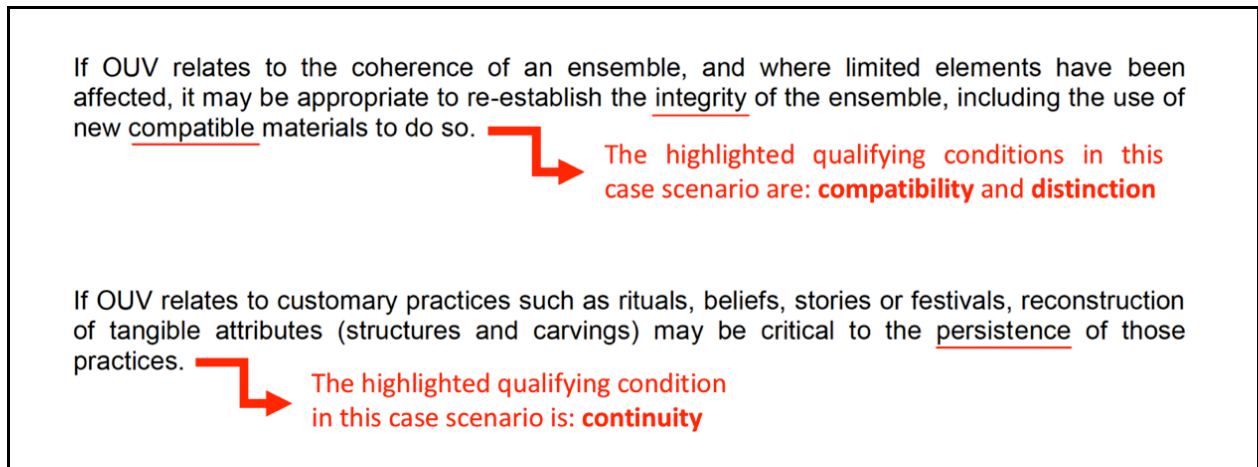 If OUV relates to the coherence of an ensemble, and where limited elements have been
affected, it may be appropriate to re-establish the integrity of the ensemble, including the use of
new compatible materials to do so.
The highlighted qualifying conditions in this
case scenario are: compatibility and distinction
If OUV relates to customary practices such as rituals, beliefs, stories or festivals, reconstruction
of tangible attributes (structures and carvings) may be critical to the persistence of those
practices.
The highlighted qualifying condition
in this case scenario is: continuity